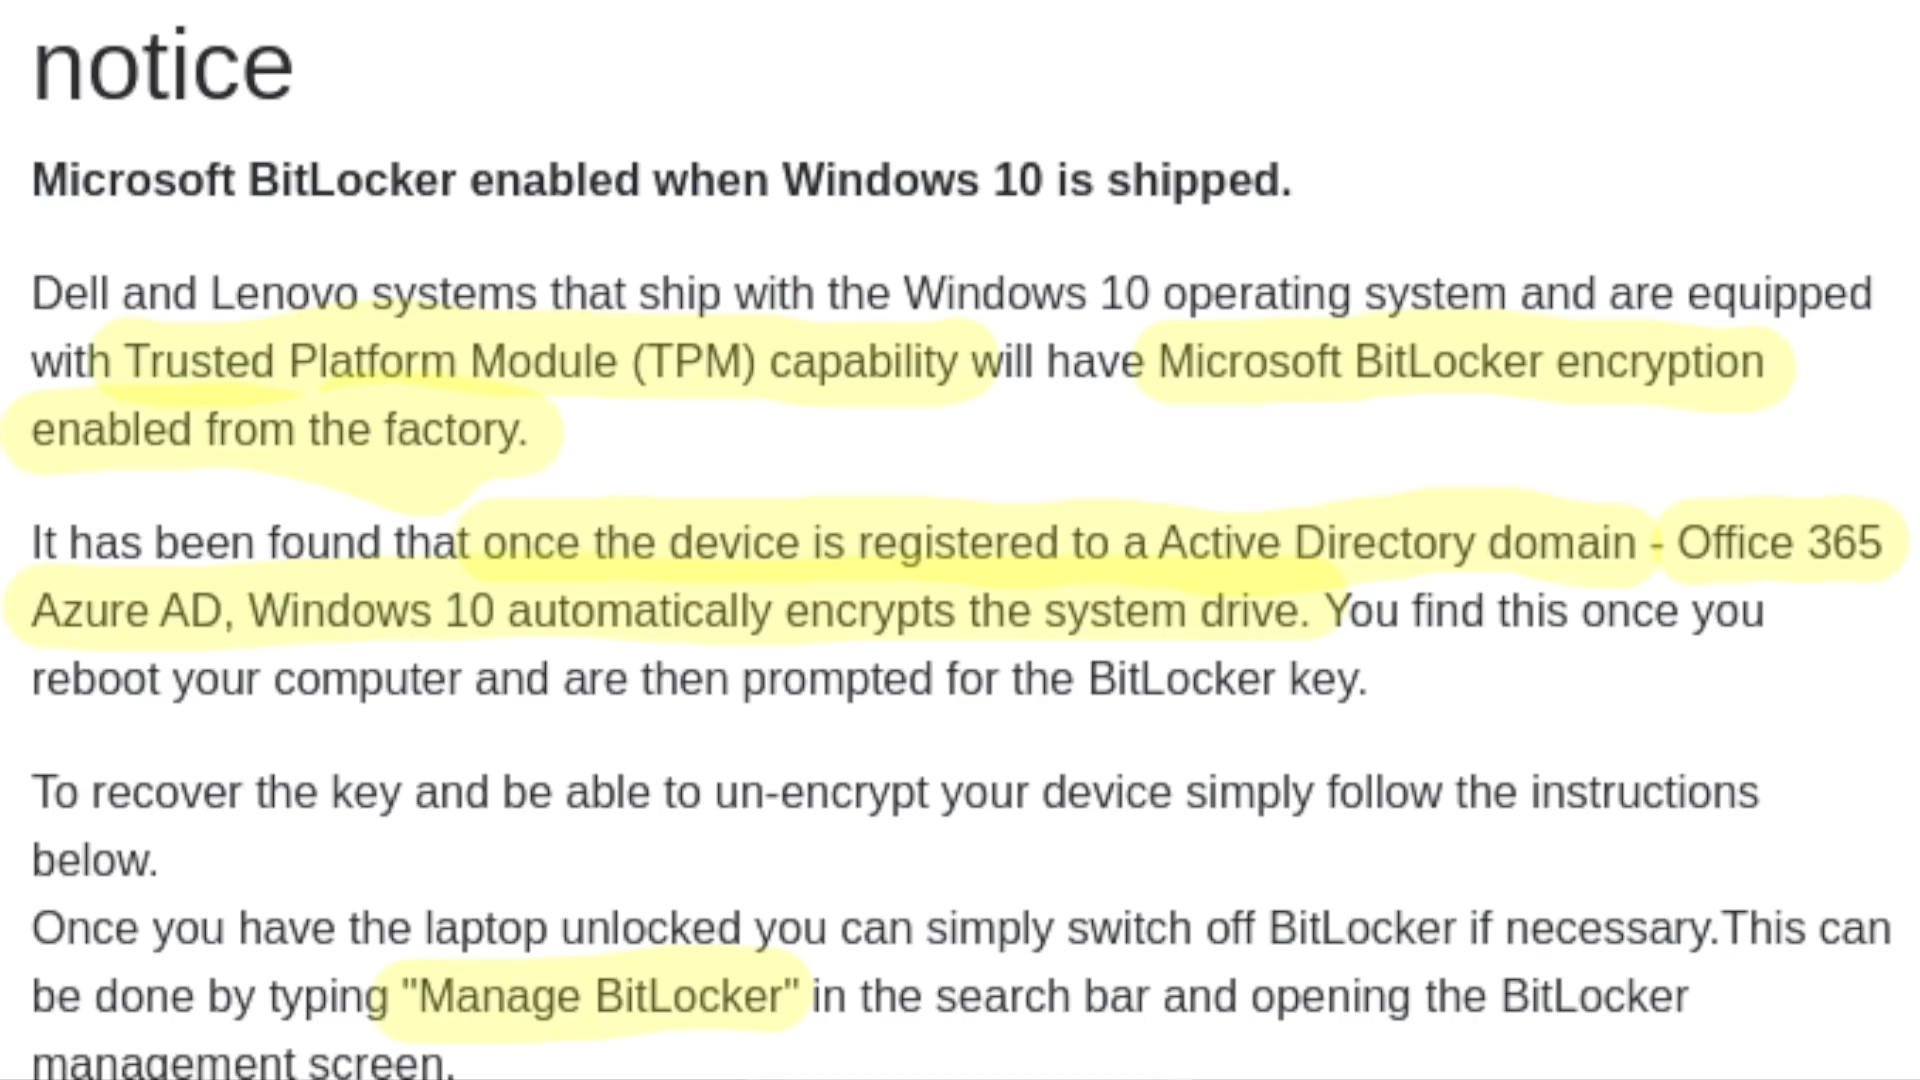 notice
Microsoft BitLocker enabled when Windows 10 is shipped.
Dell and Lenovo systems that ship with the Windows 10 operating system and are equipped
with Trusted Platform Module (TPM) capability will have Microsoft BitLocker encryption
enabled from the factory.
It has been found that once the device is registered to a Active Directory domain - Office 365
Azure AD, Windows 10 automatically encrypts the system drive. You find this once you
reboot your computer and are then prompted for the BitLocker key.
To recover the key and be able to un-encrypt your device simply follow the instructions
below.
Once you have the laptop unlocked you can simply switch off BitLocker if necessary.This can
be done by typing "Manage BitLocker" in the search bar and opening the BitLocker
management screen.